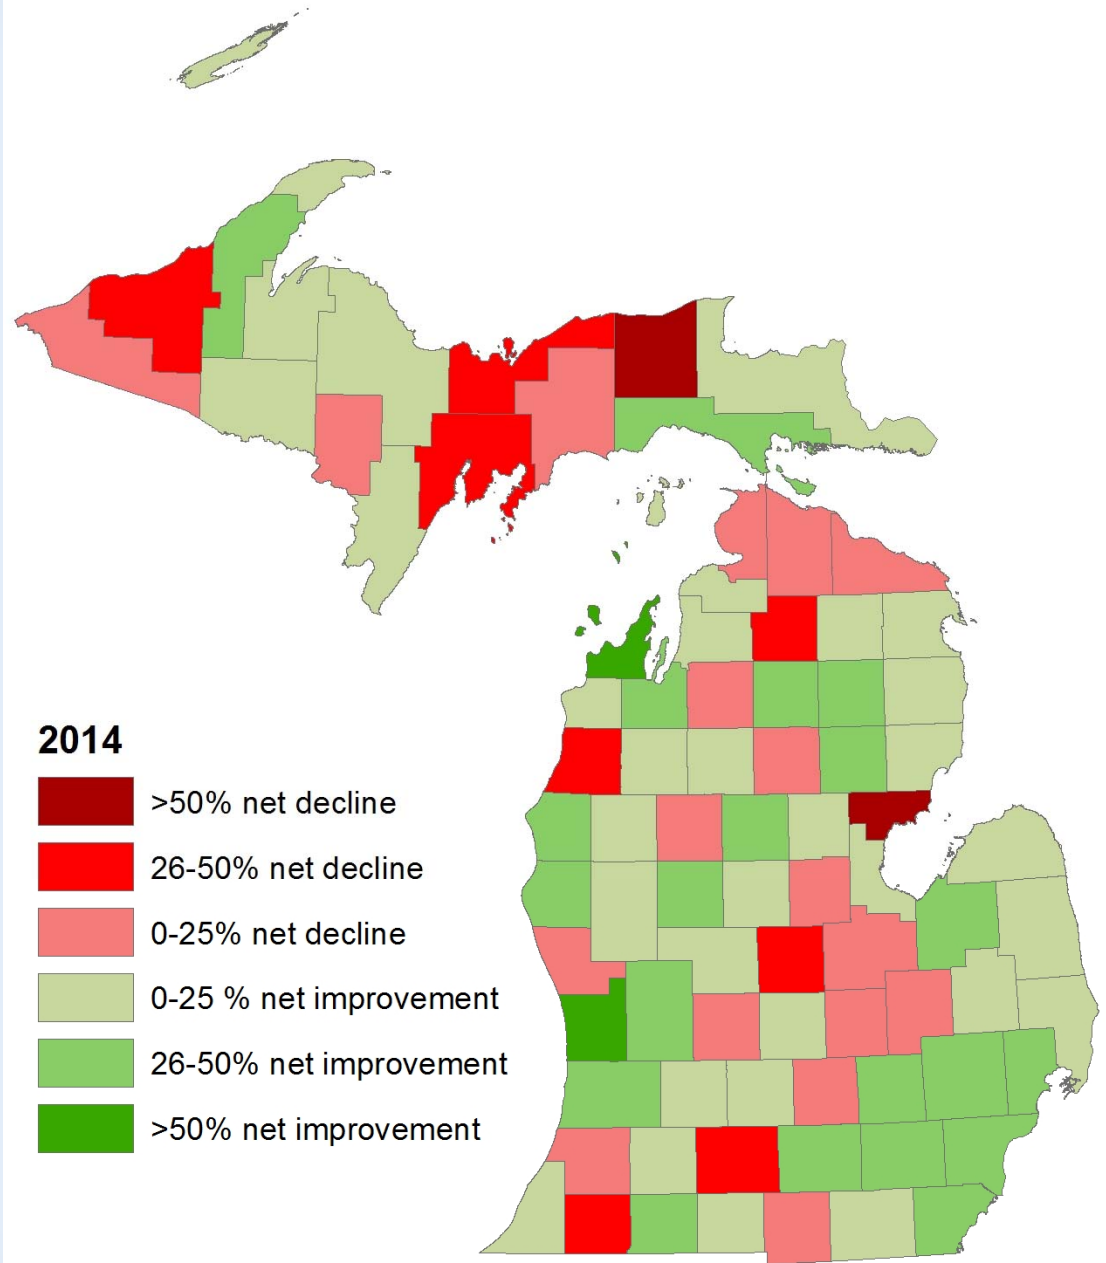 2014
>50% net decline
26-50% net decline
0-25% net decline
0-25 % net improvement
26-50% net improvement
>50% net improvement